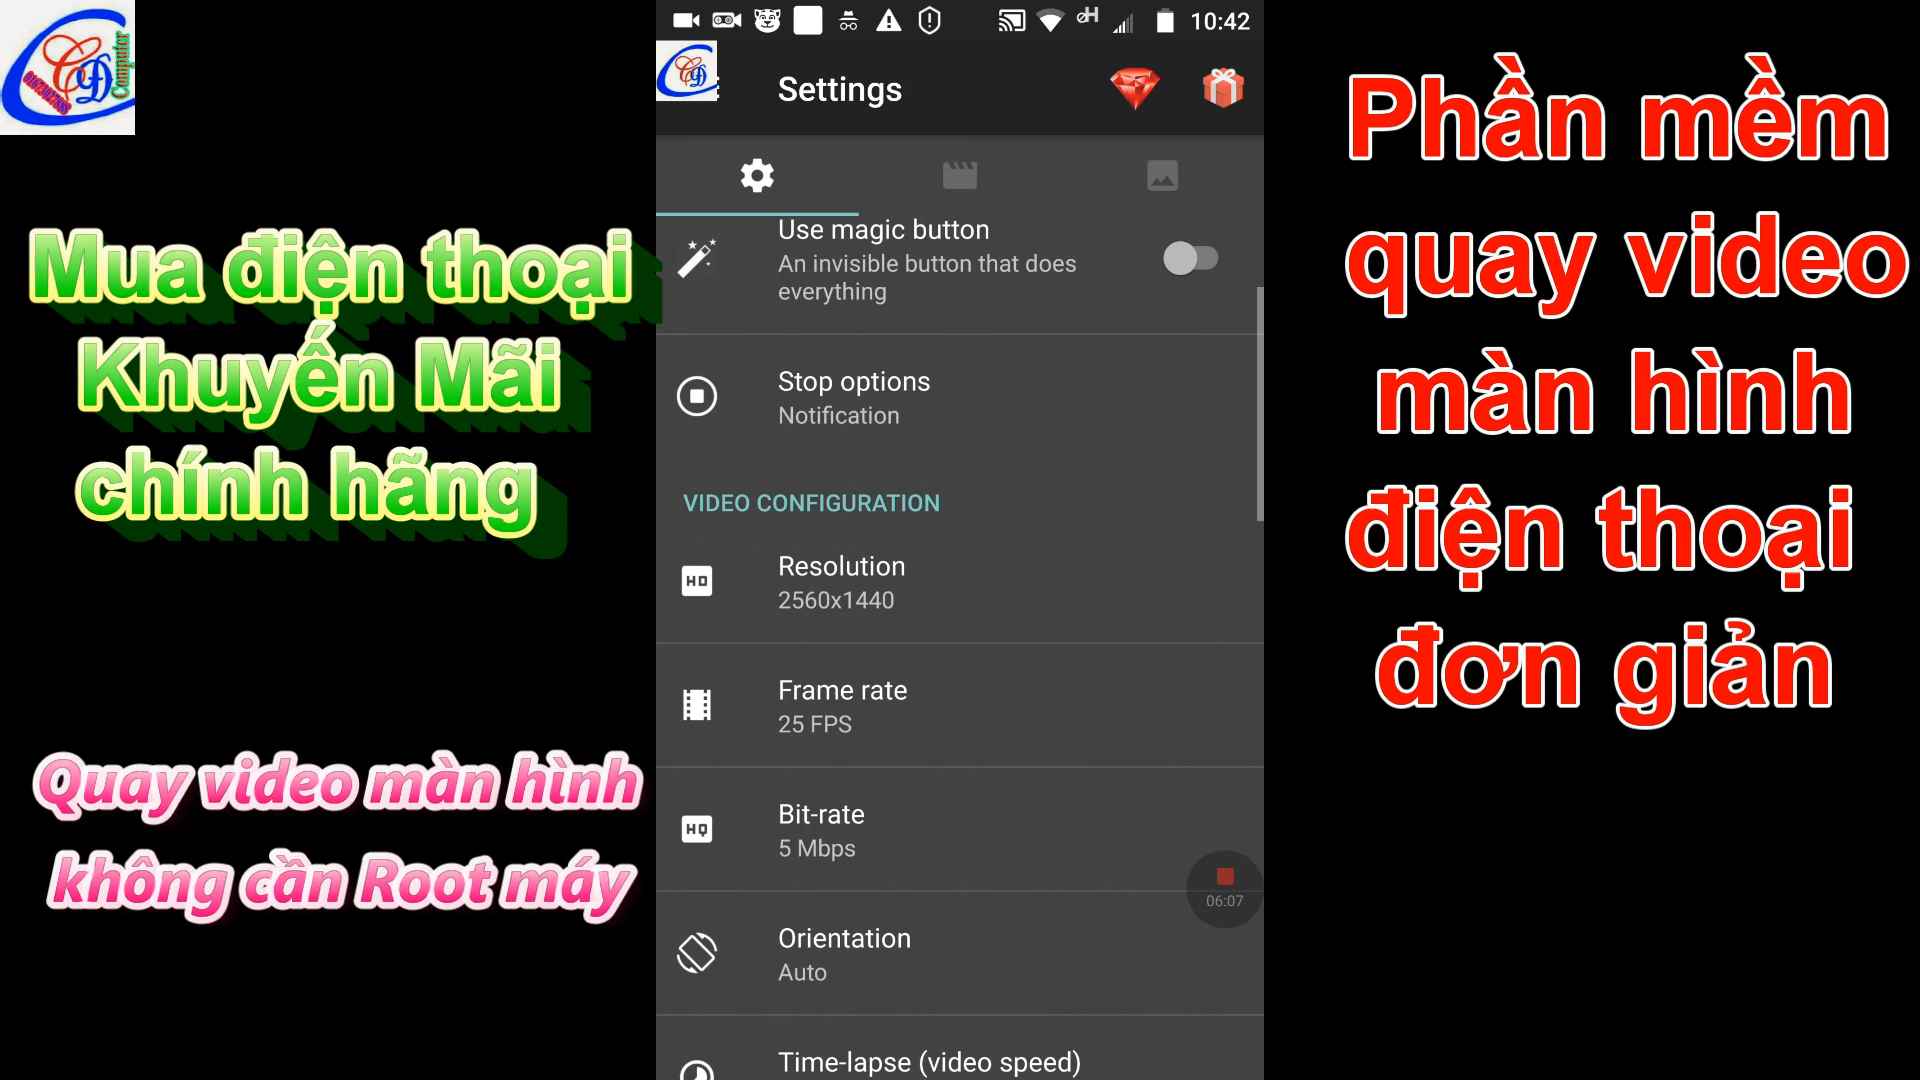 Computer
10:42
Settings
Use magic button
An invisible button that does
everything
Stop options
Notification
VIDEO CONFIGURATION
HD
Resolution
2560x1440
Frame rate
25 FPS
HQ
Bit-rate
5 Mbps
06:07
Orientation
Auto
Time-lapse (video speed)
Mua điện thoại
Khuyến Mãi
chính hãng
Quay video màn hình
không cần Root máy
Phần mềm
quay video
màn hình
điện thoại
đơn giản